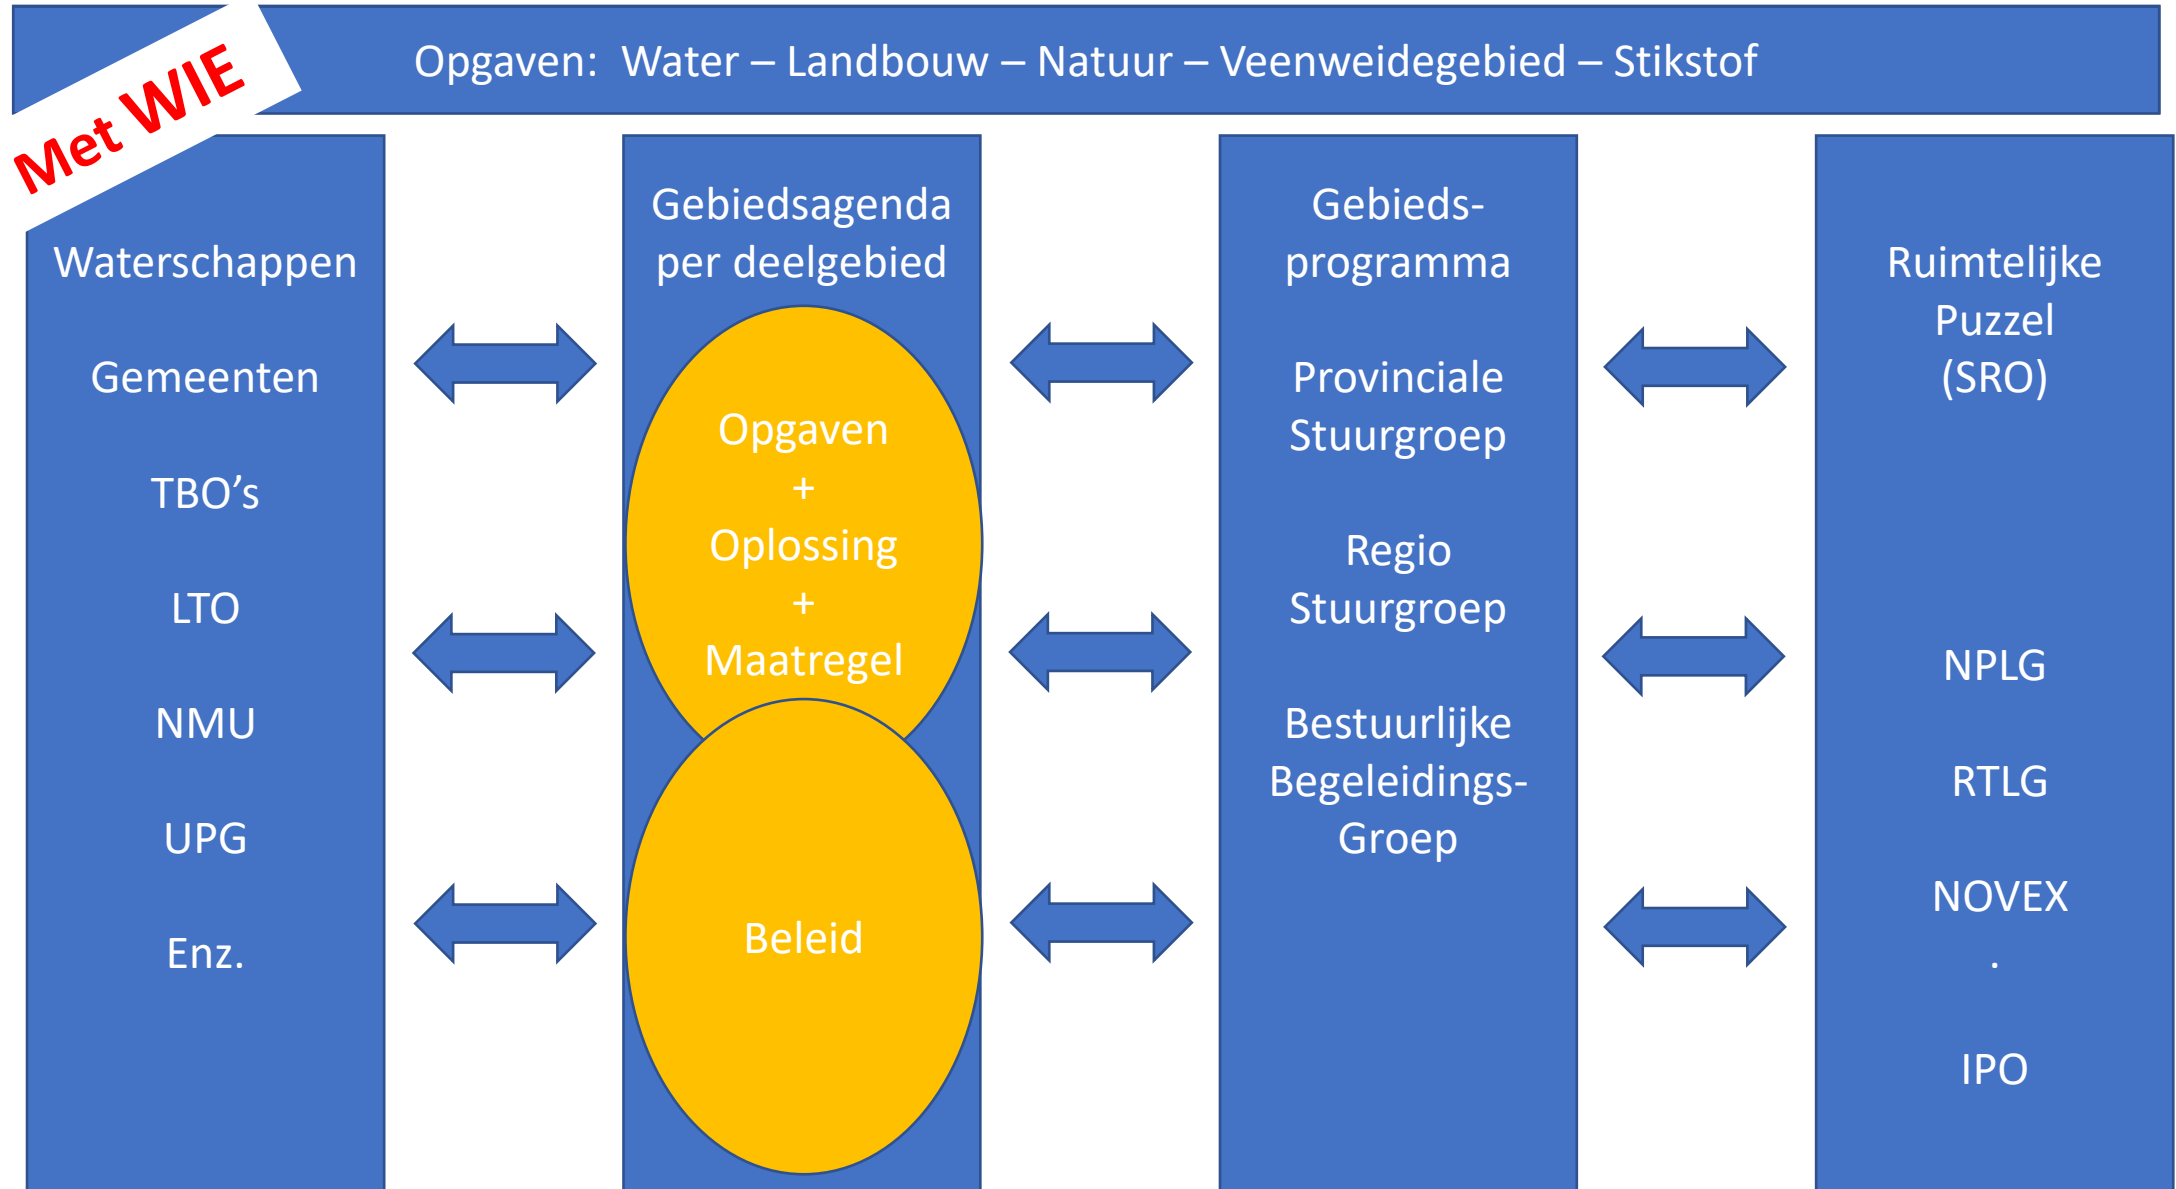 Met WIE
Opgaven: Water – Landbouw – Natuur – Veenweidegebied – Stikstof
Waterschappen
Gemeenten
TBO’s
LTO
NMU
UPG
Enz.
Gebiedsagenda
per deelgebied
Opgaven
+
Oplossing
+
Maatregel
Beleid
Gebieds-
programma
Provinciale
Stuurgroep
Regio
Stuurgroep
Bestuurlijke
Begeleidings-
Groep
Ruimtelijke
Puzzel
(SRO)
NPLG
RTLG
NOVEX
.
IPO